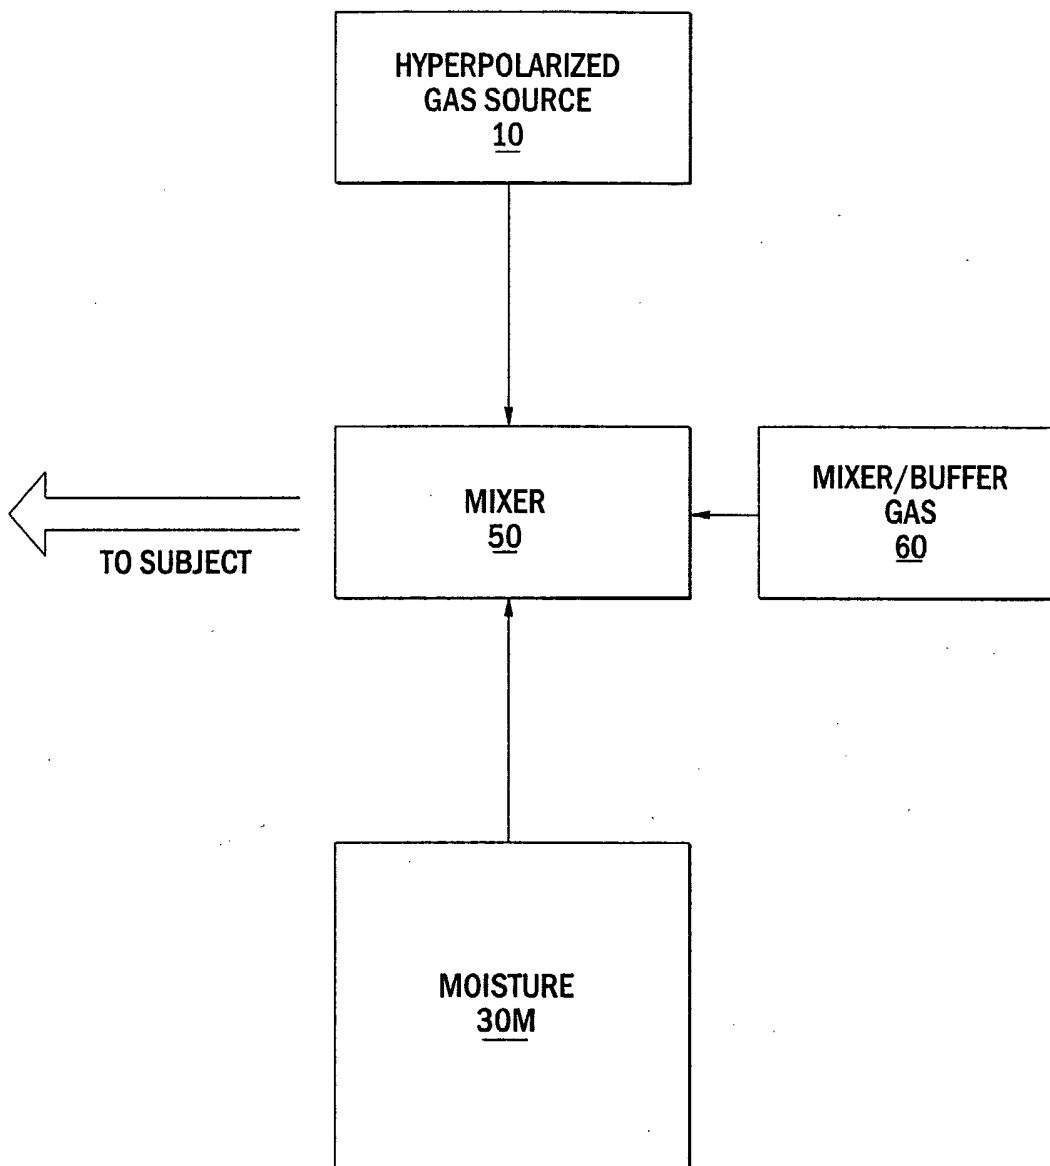 HYPERPOLARIZED
GAS SOURCE
10
MIXER
50
MIXER/BUFFER
GAS
60
TO SUBJECT
MOISTURE
30M